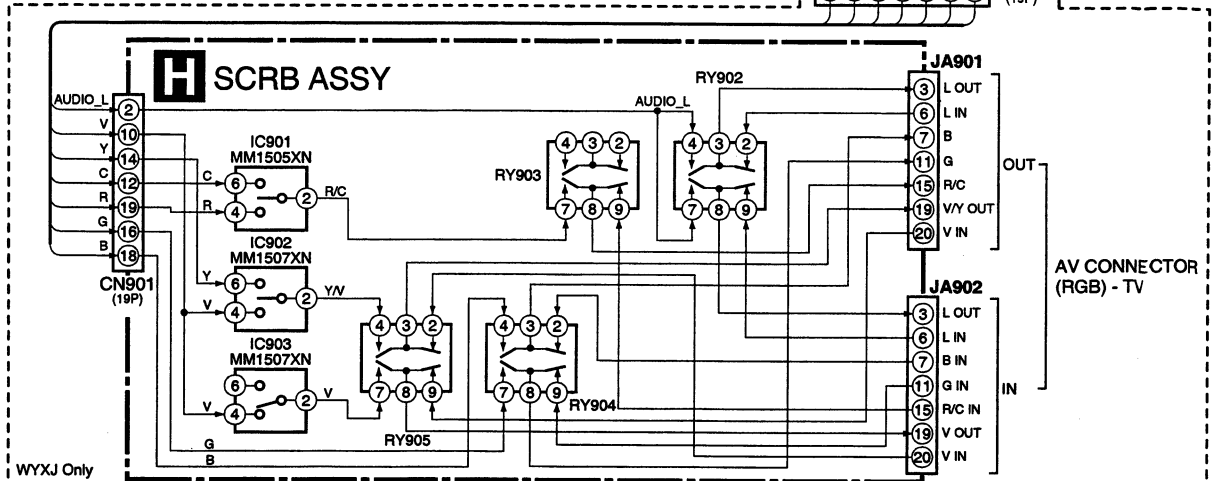 H SCRB ASSY
AUDIO_L
V
Y
C
R
G
B
2
10
14
12
19
16
18
CN901
(19P)
IC901
MM1505XN
C
R
6
4
2
R/C
IC902
MM1507XN
Y
V
6
4
2
Y/V
IC903
MM1507XN
V
6
4
2
V
G
B
AUDIO_L
RY903
4 3 2
7 8 9
RY902
4 3 2
7 8 9
4 3 2
7 8 9
RY905
4 3 2
7 8 9
RY904
JA901
3 L OUT
6 L IN
7 B
11 G
15 R/C
19 V/Y OUT
20 V IN
OUT
JA902
3 L OUT
6 L IN
7 B IN
11 G IN
15 R/C IN
19 V OUT
20 V IN
IN
AV CONNECTOR
(RGB) - TV
WYXJ Only